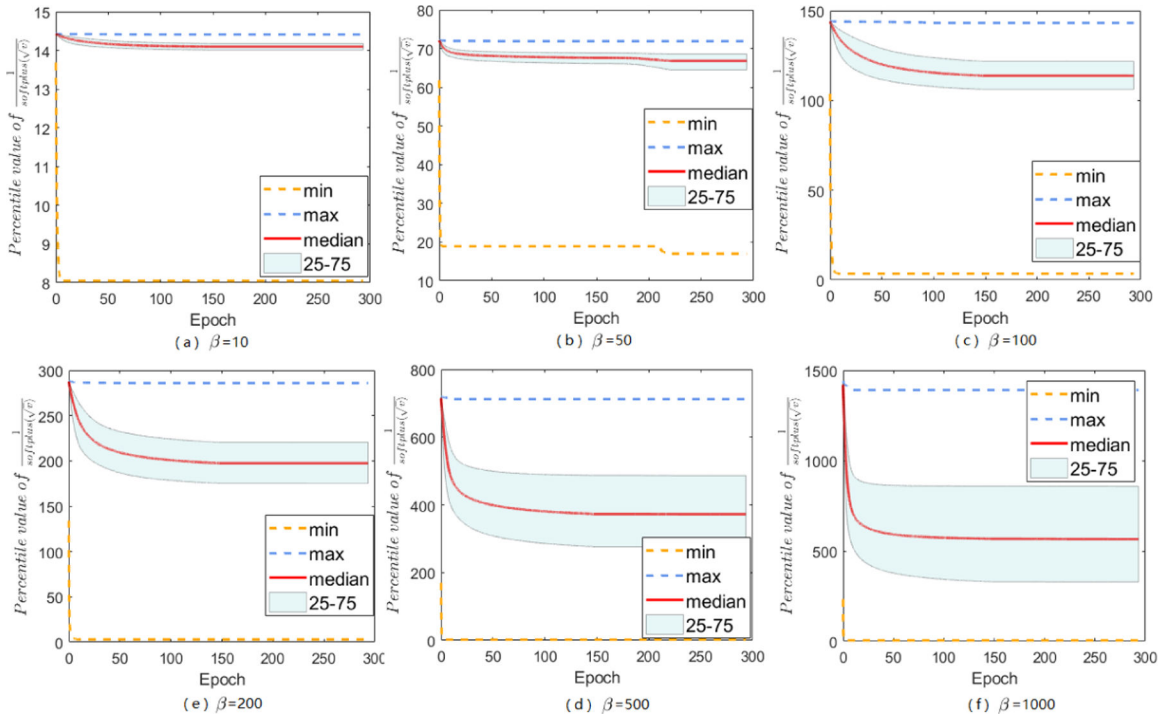 Percentile value of 1/softplus(√v)
15
14
13
12
11
10
9
8
0 50 100 150 200 250 300
Epoch
min
max
median
25-75
( a ) β=10
Percentile value of 1/softplus(√v)
80
70
60
50
40
30
20
10
0 50 100 150 200 250 300
Epoch
min
max
median
25-75
( b ) β=50
Percentile value of 1/softplus(√v)
150
100
50
0
0 50 100 150 200 250 300
Epoch
min
max
median
25-75
( c ) β=100
Percentile value of 1/softplus(√v)
300
250
200
150
100
50
0
0 50 100 150 200 250 300
Epoch
min
max
median
25-75
( e ) β=200
Percentile value of 1/softplus(√v)
800
600
400
200
0
0 50 100 150 200 250 300
Epoch
min
max
median
25-75
( d ) β=500
Percentile value of 1/softplus(√v)
1500
1000
500
0
0 50 100 150 200 250 300
Epoch
min
max
median
25-75
( f ) β=1000